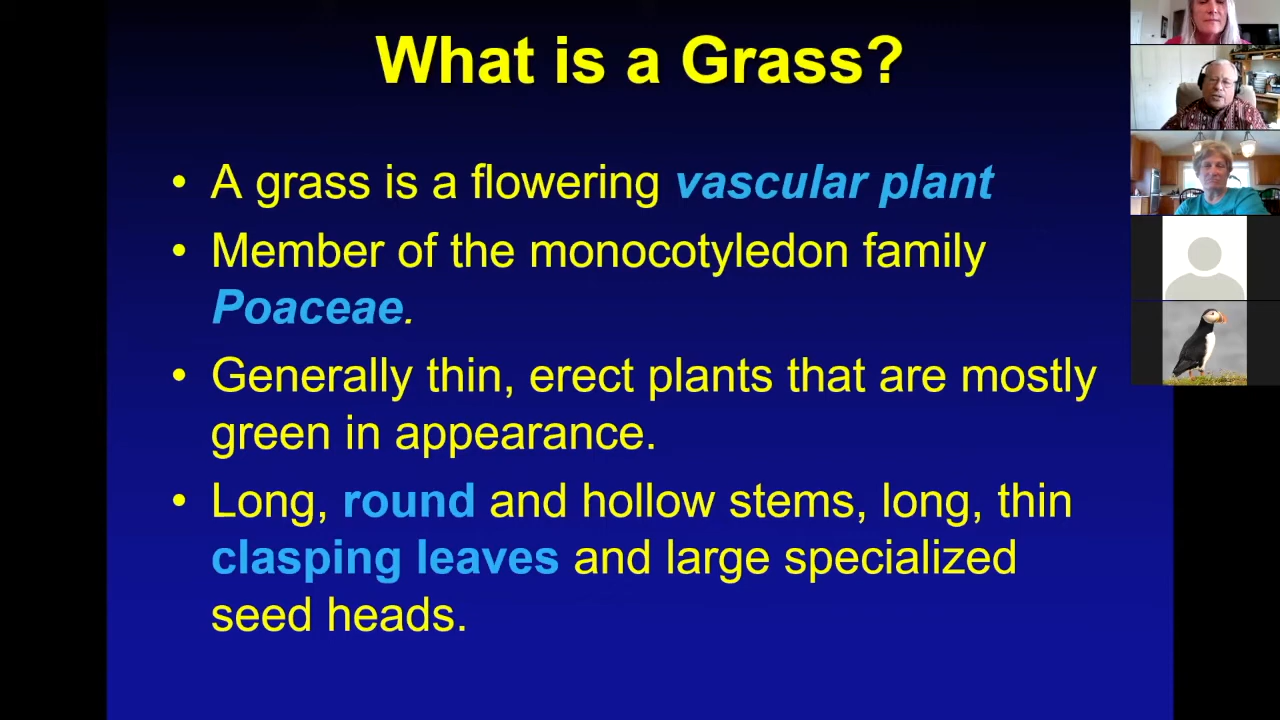 What is a Grass?
• A grass is a flowering vascular plant
• Member of the monocotyledon family
Poaceae.
• Generally thin, erect plants that are mostly
green in appearance.
• Long, round and hollow stems, long, thin
clasping leaves and large specialized
seed heads.